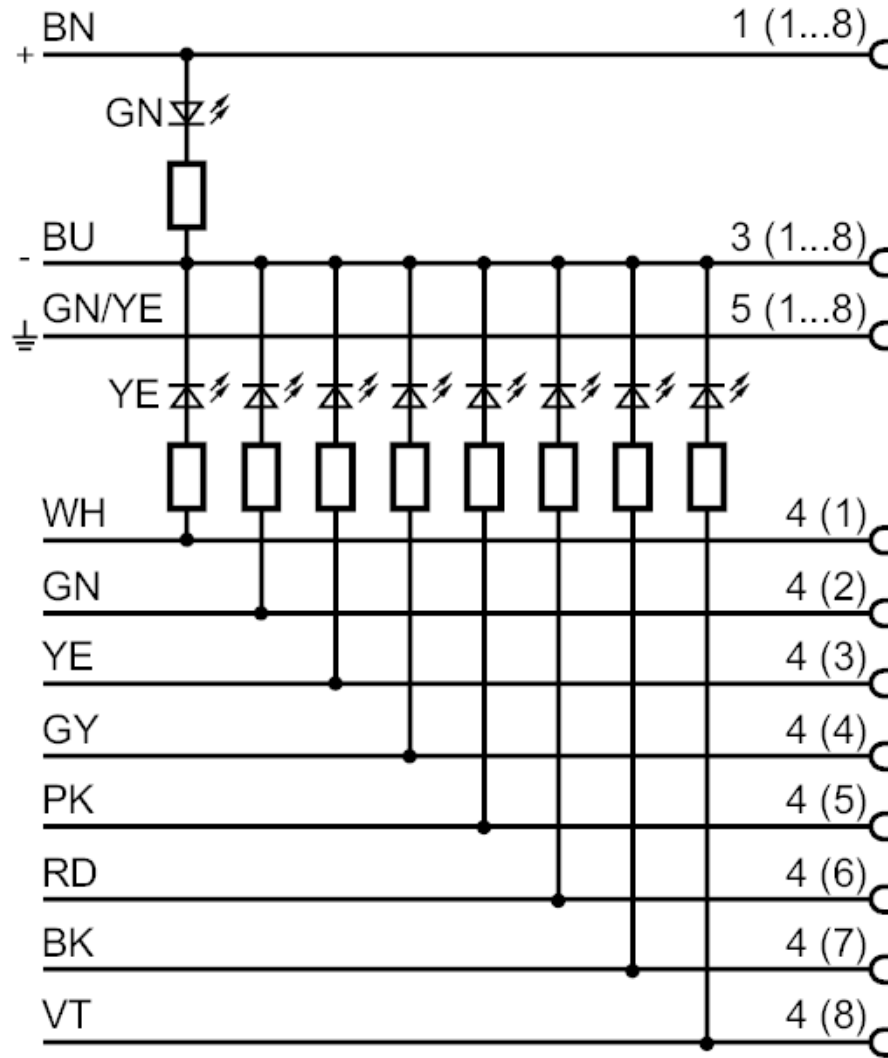 BN 1 (1...8)
+
GN
BU 3 (1...8)
-
GN/YE 5 (1...8)
YE
WH 4 (1)
GN 4 (2)
YE 4 (3)
GY 4 (4)
PK 4 (5)
RD 4 (6)
BK 4 (7)
VT 4 (8)